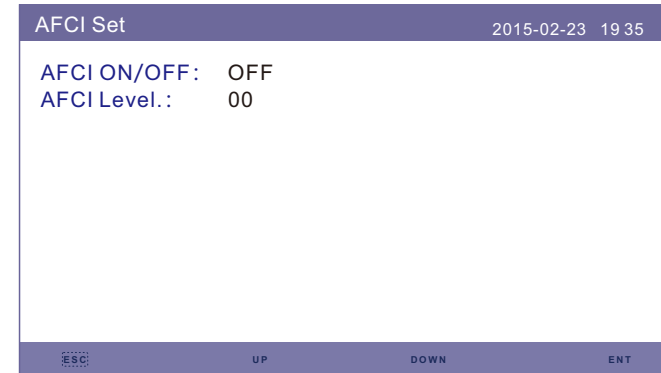 AFCI Set 2015-02-23 19 35
AFCI ON/OFF: OFF
AFCI Level.: 00
ESC UP DOWN ENT